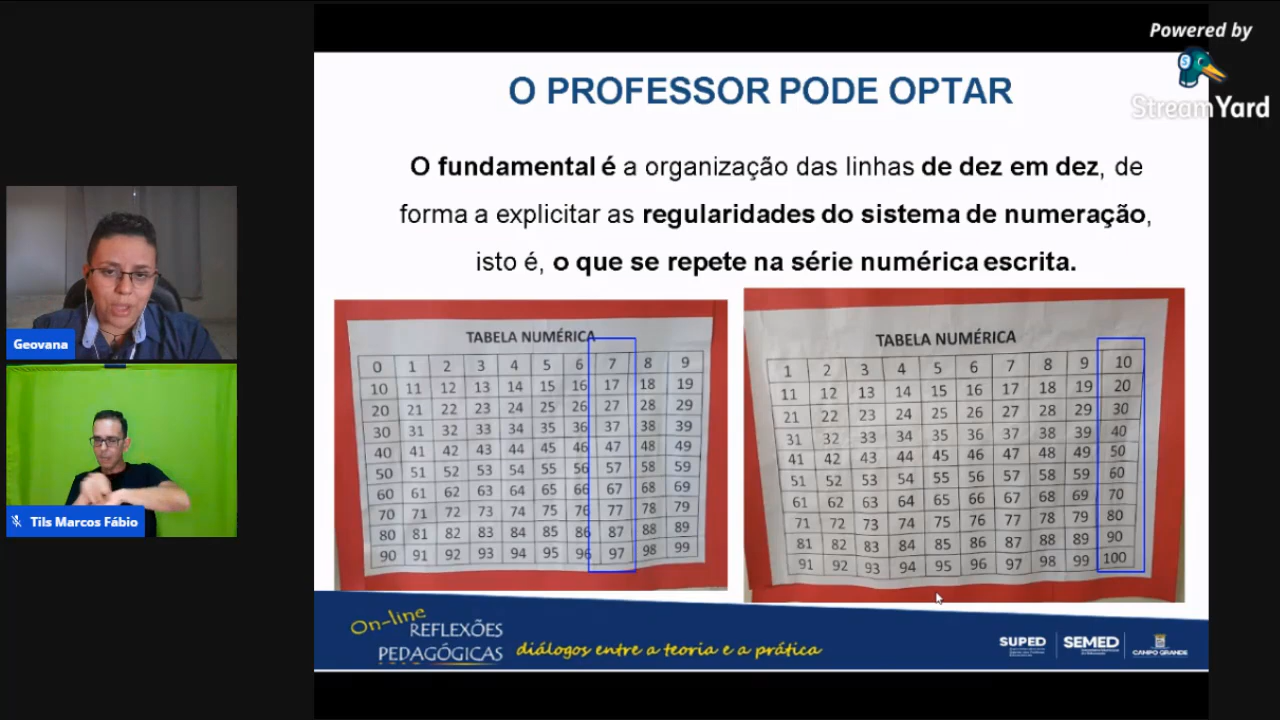 Powered by
StreamYard
O PROFESSOR PODE OPTAR
O fundamental é a organização das linhas de dez em dez, de
forma a explicitar as regularidades do sistema de numeração,
isto é, o que se repete na série numérica escrita.
Geovana
Tils Marcos Fábio
TABELA NUMÉRICA
0 1 2 3 4 5 6 7 8 9
10 11 12 13 14 15 16 17 18 19
20 21 22 23 24 25 26 27 28 29
30 31 32 33 34 35 36 37 38 39
40 41 42 43 44 45 46 47 48 49
50 51 52 53 54 55 56 57 58 59
60 61 62 63 64 65 66 67 68 69
70 71 72 73 74 75 76 77 78 79
80 81 82 83 84 85 86 87 88 89
90 91 92 93 94 95 96 97 98 99
TABELA NUMÉRICA
1 2 3 4 5 6 7 8 9 10
11 12 13 14 15 16 17 18 19 20
21 22 23 24 25 26 27 28 29 30
31 32 33 34 35 36 37 38 39 40
41 42 43 44 45 46 47 48 49 50
51 52 53 54 55 56 57 58 59 60
61 62 63 64 65 66 67 68 69 70
71 72 73 74 75 76 77 78 79 80
81 82 83 84 85 86 87 88 89 90
91 92 93 94 95 96 97 98 99 100
On-line
REFLEXÕES
PEDAGÓGICAS
diálogos entre a teoria e a prática
SUPED
SEMED
CAMPO GRANDE